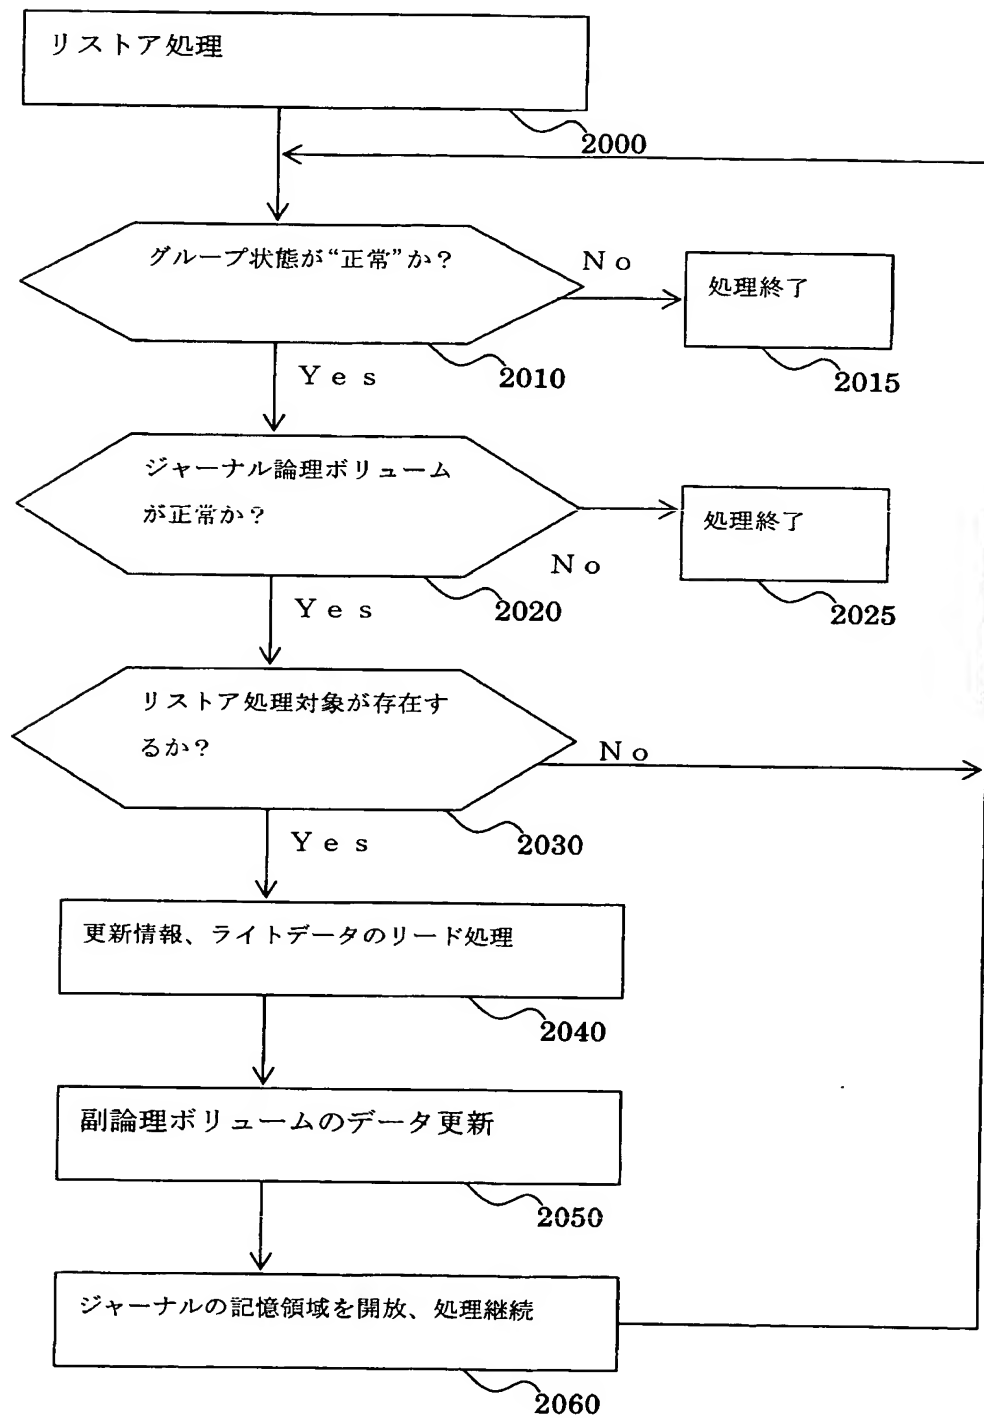 リストア処理
2000
グループ状態が“正常”か？
No
処理終了
2015
2010
Yes
ジャーナル論理ボリューム
が正常か？
処理終了
No
2025
2020
Yes
リストア処理対象が存在す
るか？
No
2030
Yes
更新情報、ライトデータのリード処理
2040
副論理ボリュームのデータ更新
2050
ジャーナルの記憶領域を開放、処理継続
2060